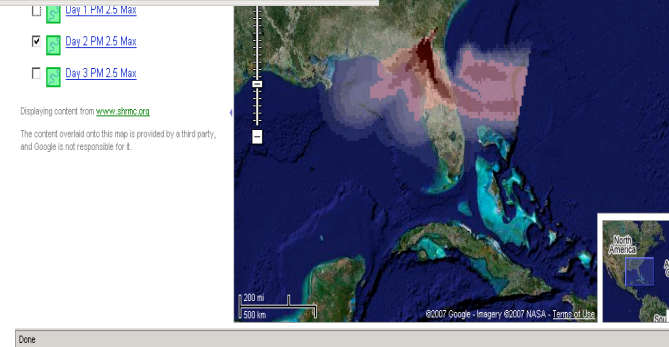 Day 1 PM 2.5 Max
Day 2 PM 2.5 Max
Day 3 PM 2.5 Max
Displaying content from www.shrmc.org
The content overlaid onto this map is provided by a third party,
and Google is not responsible for it.
200 mi
500 km
©2007 Google - Imagery ©2007 NASA - Terms of Use
North
America
Done